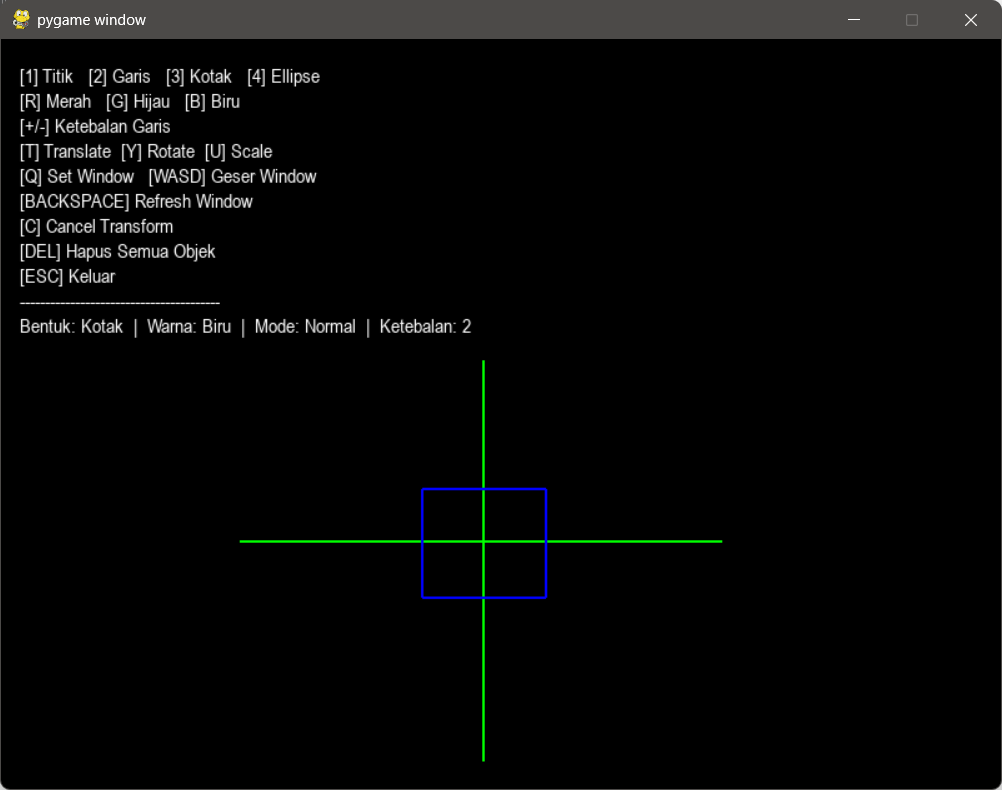 pygame window
[1] Titik   [2] Garis   [3] Kotak   [4] Ellipse
[R] Merah   [G] Hijau   [B] Biru
[+/-] Ketebalan Garis
[T] Translate  [Y] Rotate  [U] Scale
[Q] Set Window   [WASD] Geser Window
[BACKSPACE] Refresh Window
[C] Cancel Transform
[DEL] Hapus Semua Objek
[ESC] Keluar
----------------------------------------
Bentuk: Kotak  |  Warna: Biru  |  Mode: Normal  |  Ketebalan: 2